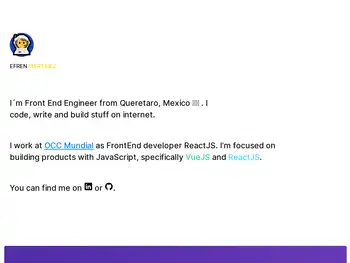 EFREN MARTINEZ
I´m Front End Engineer from Queretaro, Mexico 🇲🇽 . I
code, write and build stuff on internet.
I work at OCC Mundial as FrontEnd developer ReactJS. I'm focused on
building products with JavaScript, specifically VueJS and ReactJS.
You can find me on or .